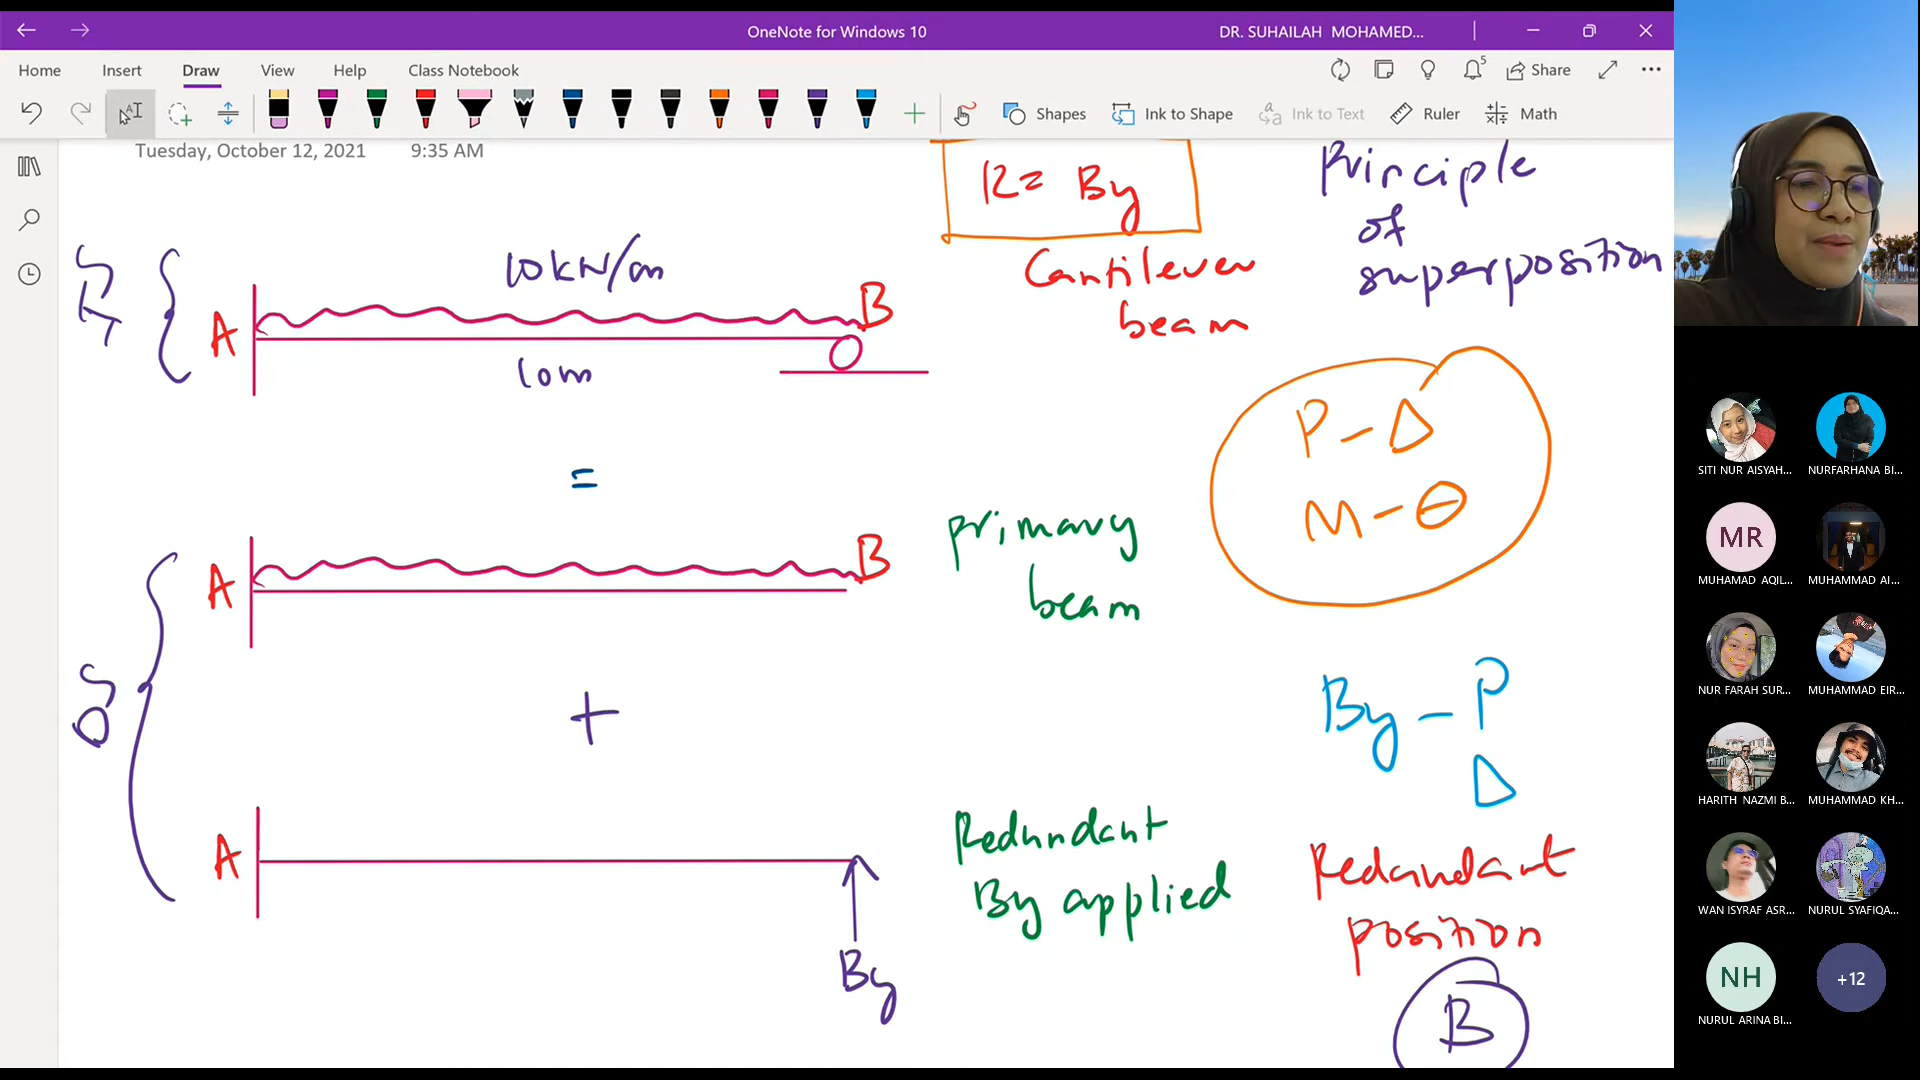 OneNote for Windows 10
DR. SUHAILAH MOHAMED...
Home Insert Draw View Help Class Notebook
5
Share
Shapes
Ink to Shape
Ink to Text
Ruler
Math
Tuesday, October 12, 2021 9:35 AM
R= By
Cantilever
beam
Principle
of
superposition
SI
10kN/m
A
B
10m
P - Δ
M - θ
=
A
B
primary
beam
SD
+
By - P
Δ
A
By
Redundant
By applied
Redundant
position
B
SITI NUR AISYAH...
NURFARHANA BI...
MR
MUHAMAD AQIL...
MUHAMMAD AI...
NUR FARAH SUR...
MUHAMMAD EIR...
HARITH NAZMI B...
MUHAMMAD KH...
WAN ISYRAF ASR...
NURUL SYAFIQA...
NH
NURUL ARINA BI...
+12